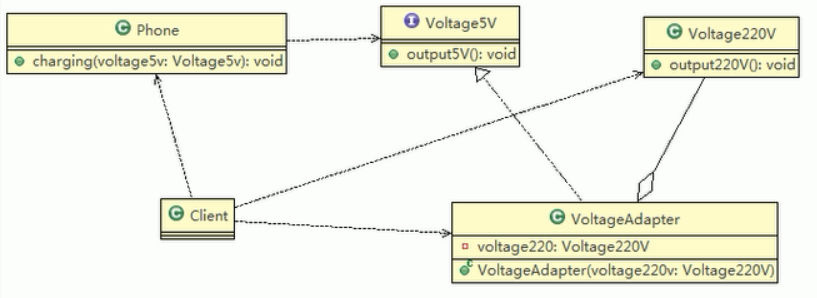 C Phone
charging(voltage5v: Voltage5v): void
I Voltage5V
output5V(): void
C Voltage220V
output220V(): void
C Client
C VoltageAdapter
voltage220: Voltage220V
C VoltageAdapter(voltage220v: Voltage220V)